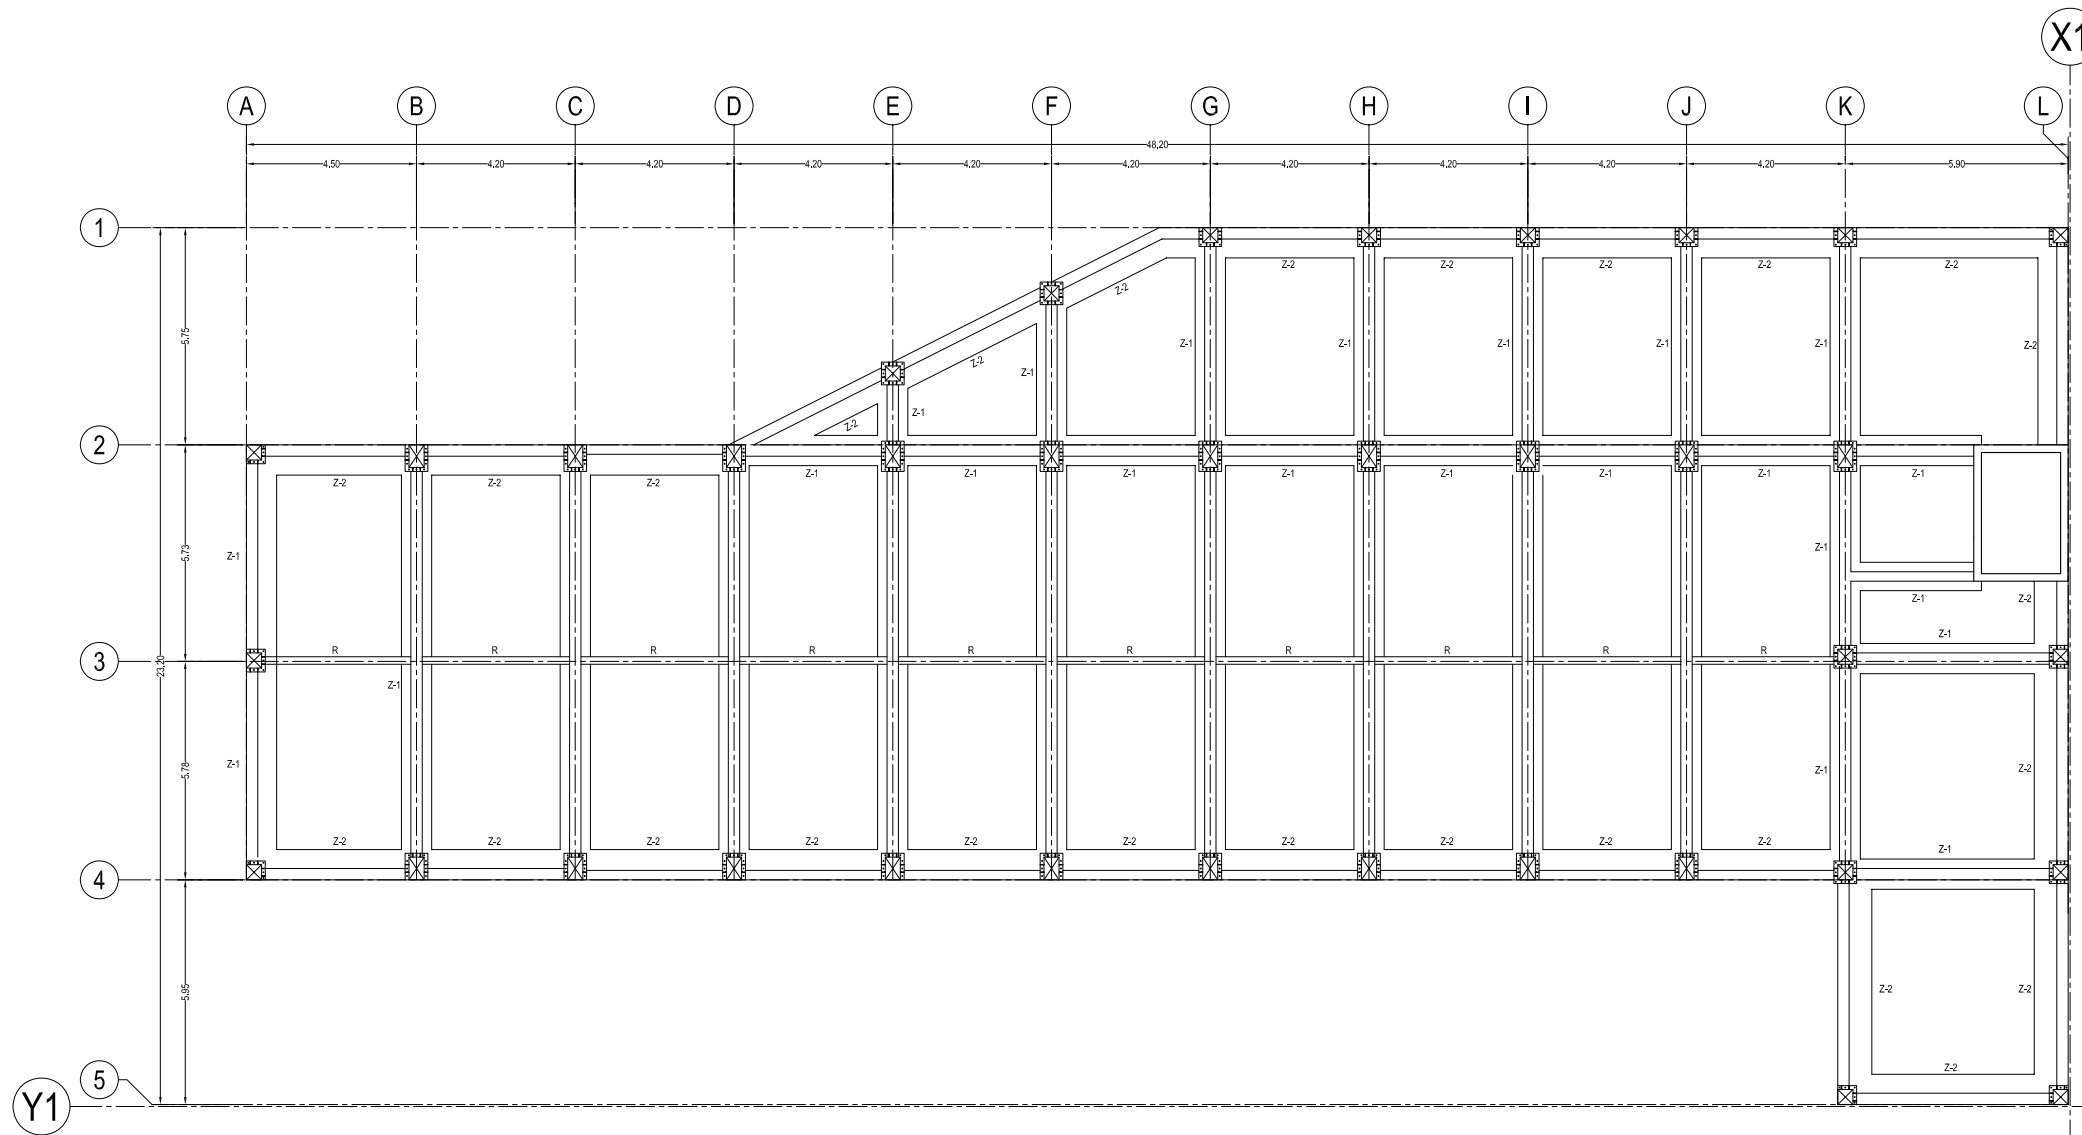 X1
A B C D E F G H I J K L
48,20
4,50 4,20 4,20 4,20 4,20 4,20 4,20 4,20 4,20 4,20 5,90
1
Z-2 Z-2 Z-2 Z-2 Z-2
Z-2
5,75
Z-1 Z-1 Z-1 Z-1 Z-1 Z-2
Z-2 Z-1
Z-1
Z-2
2
Z-1 Z-1 Z-1 Z-1 Z-1 Z-1 Z-1 Z-1
Z-2 Z-2 Z-2
5,73
Z-1 Z-1
Z-1 Z-2
Z-1
R R R R R R R R R R
3
23,20
Z-1
5,78
Z-1 Z-1 Z-2
Z-2 Z-2 Z-2 Z-2 Z-2 Z-2 Z-2 Z-2 Z-2 Z-2
Z-1
4
5,95
Z-2 Z-2
Z-2
5
Y1